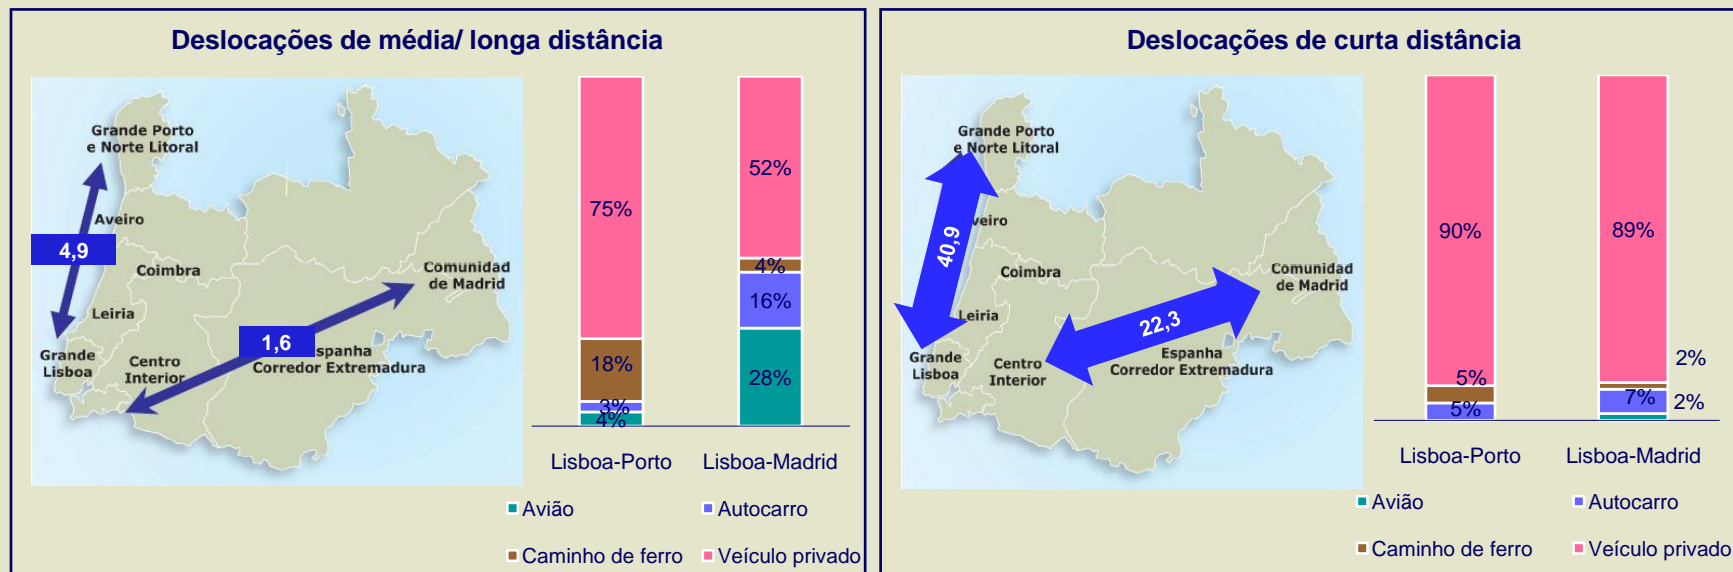 Deslocações de média/ longa distância
Grande Porto
e Norte Litoral
Aveiro
4,9
Coimbra
Comunidad
de Madrid
Leiria
1,6
Grande
Lisboa
Centro
Interior
spanha
Corredor Extremadura
75%
18%
3%
4%
52%
4%
16%
28%
Lisboa-Porto
Lisboa-Madrid
Avião
Autocarro
Caminho de ferro
Veículo privado
Deslocações de curta distância
Grande Porto
e Norte Litoral
veiro
40,9
Coimbra
Comunidad
de Madrid
Leiria
22,3
Grande
Lisboa
Centro
Interior
Espanha
Corredor Extremadura
90%
5%
5%
89%
2%
7%
2%
Lisboa-Porto
Lisboa-Madrid
Avião
Autocarro
Caminho de ferro
Veículo privado